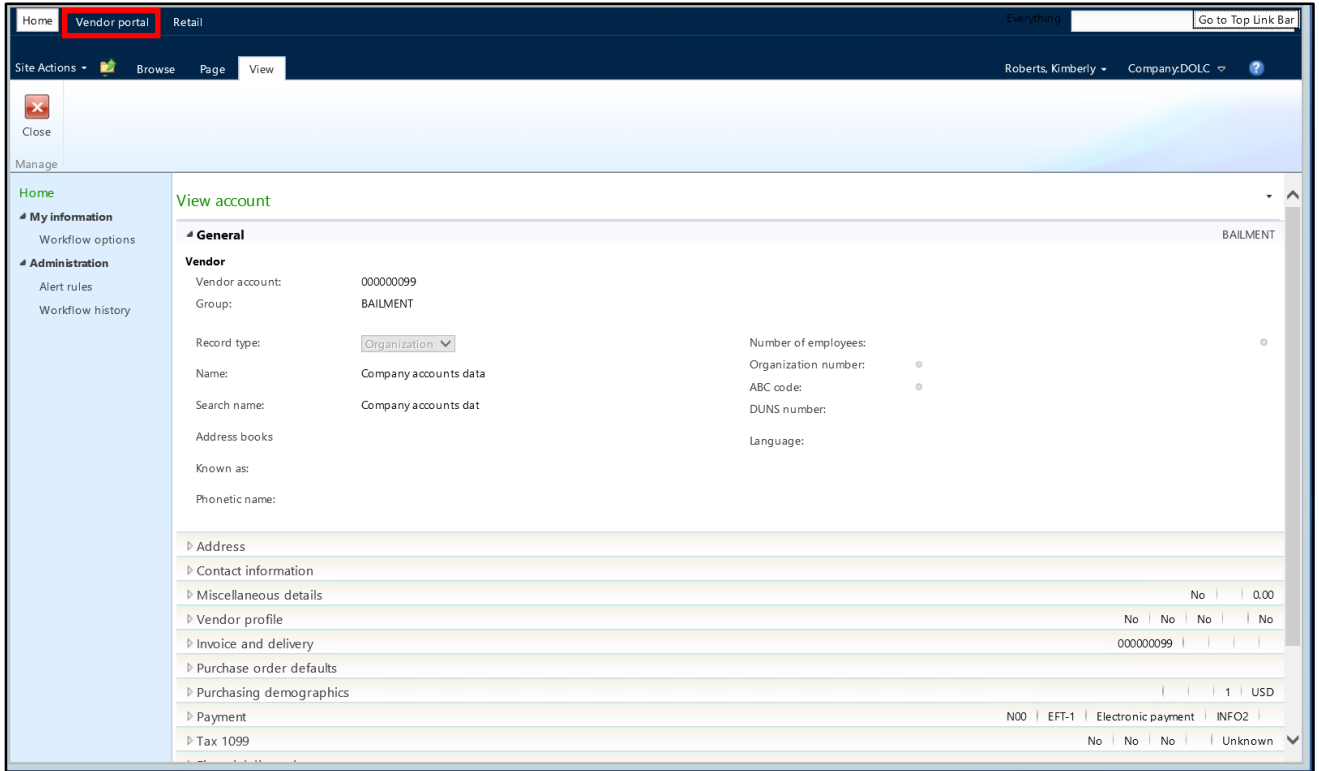 Home Vendor portal Retail Everything Go to Top Link Bar
Site Actions Browse Page View Roberts, Kimberly Company:DOLC
Close
Manage
Home
My information
Workflow options
Administration
Alert rules
Workflow history
View account
General BAILMENT
Vendor
Vendor account: 000000099
Group: BAILMENT
Record type: Organization Number of employees:
Organization number:
Name: Company accounts data
ABC code:
Search name: Company accounts dat
DUNS number:
Address books
Language:
Known as:
Phonetic name:
Address
Contact information
Miscellaneous details No 0.00
Vendor profile No No No No
Invoice and delivery 000000099
Purchase order defaults
Purchasing demographics 1 USD
Payment N00 EFT-1 Electronic payment INFO2
Tax 1099 No No No Unknown